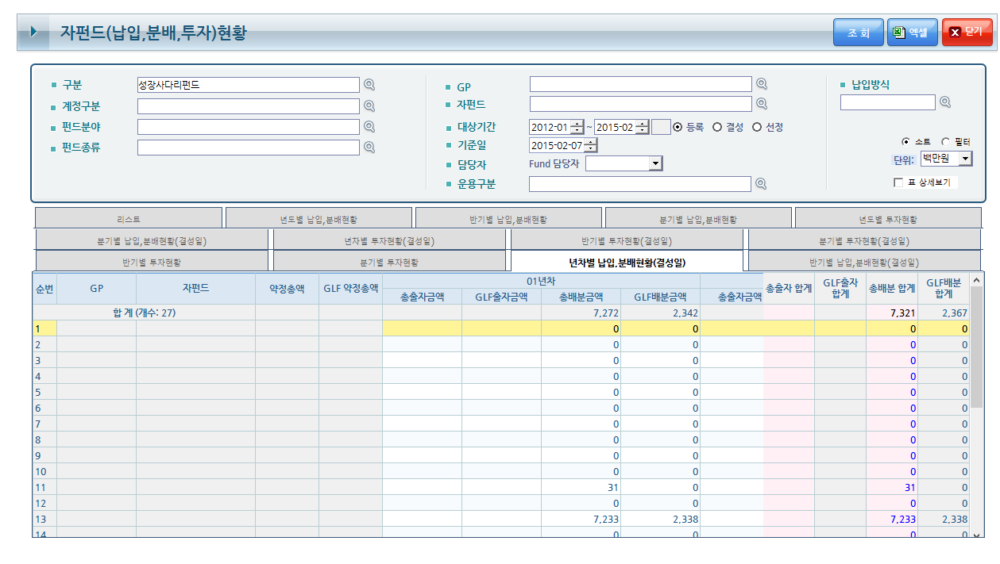 자펀드(납입,분배,투자)현황
조 회 엑셀 닫기
구분 성장사다리펀드
계정구분
펀드분야
펀드종류
GP
자펀드
대상기간 2012-01 ~ 2015-02 등록 결성 선정
기준일 2015-02-07
담당자 Fund 담당자
운용구분
납입방식
소트 필터
단위: 백만원
표 상세보기
리스트 년도별 납입,분배현황 반기별 납입,분배현황 분기별 납입,분배현황 년도별 투자현황
분기별 납입,분배현황(결성일) 년차별 투자현황(결성일) 반기별 투자현황(결성일) 분기별 투자현황(결성일)
반기별 투자현황 분기별 투자현황 년차별 납입,분배현황(결성일) 반기별 납입,분배현황(결성일)
순번 GP 자펀드 약정총액 GLF 약정총액 01년차 총출자 합계 GLF출자 합계 총배분 합계 GLF배분 합계
총출자금액 GLF출자금액 총배분금액 GLF배분금액 총출자금액
합 계 (개수: 27) 7,272 2,342 7,321 2,367
1 0 0 0 0
2 0 0 0 0
3 0 0 0 0
4 0 0 0 0
5 0 0 0 0
6 0 0 0 0
7 0 0 0 0
8 0 0 0 0
9 0 0 0 0
10 0 0 0 0
11 31 0 31 0
12 0 0 0 0
13 7,233 2,338 7,233 2,338
14 0 0 0 0